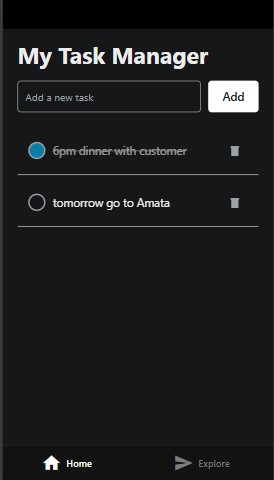 My Task Manager
Add a new task
Add
6pm dinner with customer
tomorrow go to Amata
Home
Explore